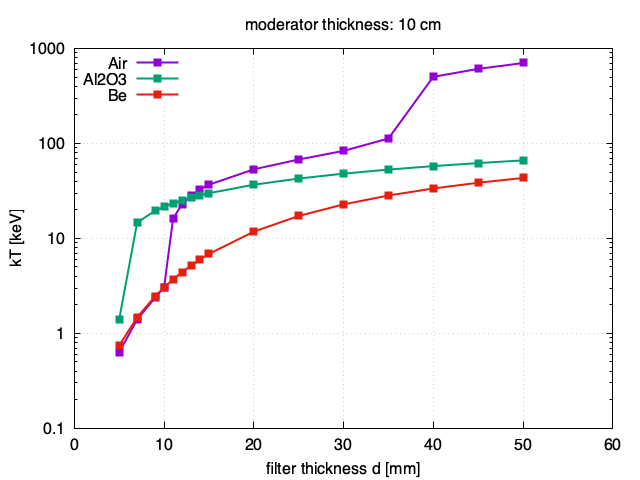 moderator thickness: 10 cm
1000
100
10
1
0.1
kT [keV]
Air
Al2O3
Be
0 10 20 30 40 50 60
filter thickness d [mm]